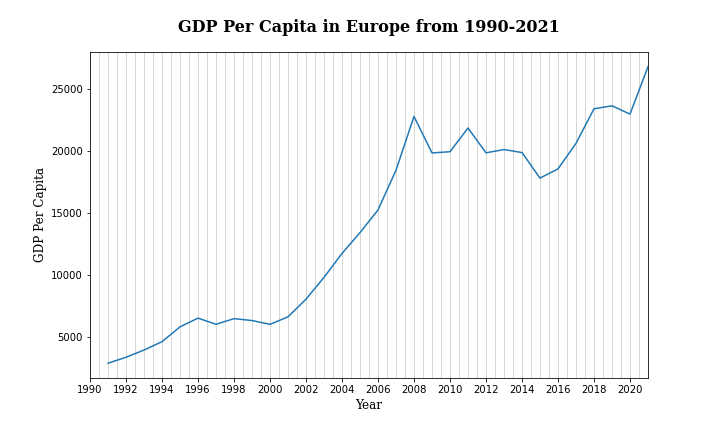 GDP Per Capita in Europe from 1990-2021
25000
20000
15000
10000
5000
GDP Per Capita
1990 1992 1994 1996 1998 2000 2002 2004 2006 2008 2010 2012 2014 2016 2018 2020
Year